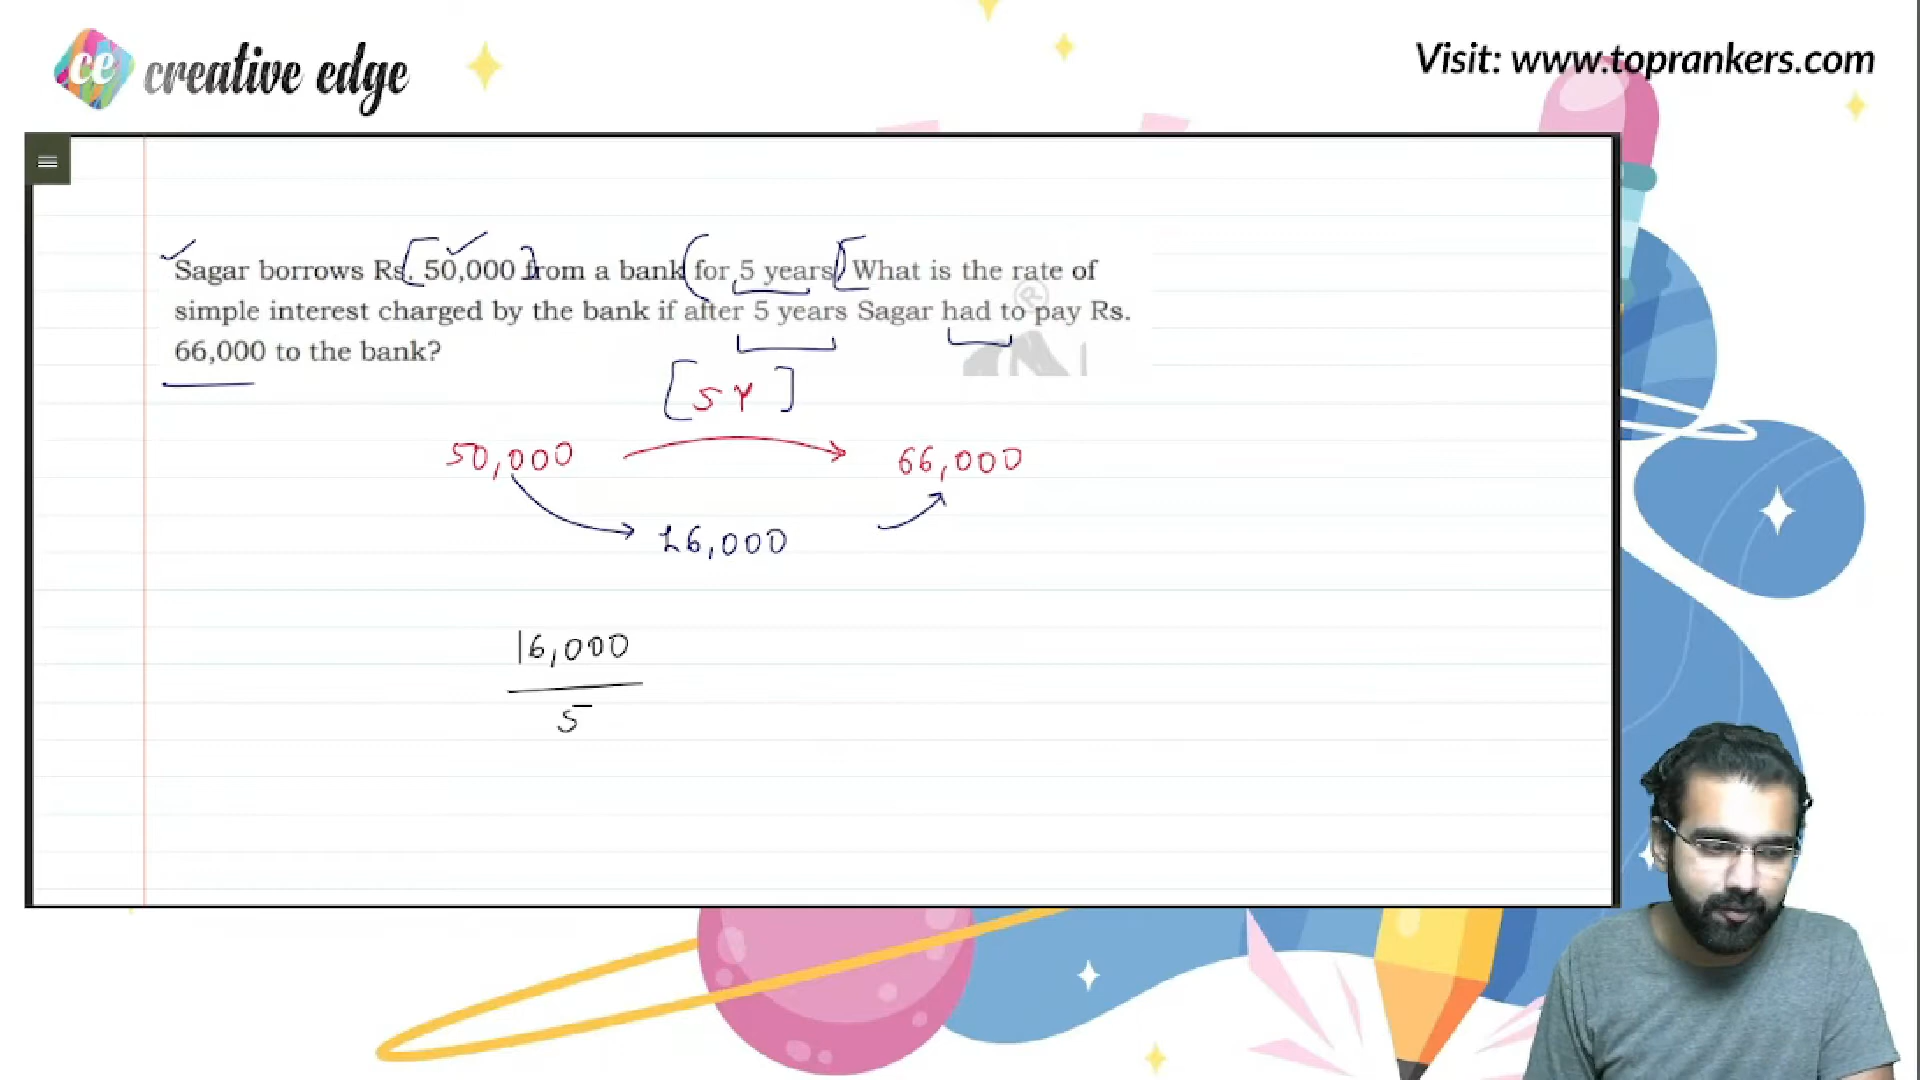 ce creative edge
Visit: www.toprankers.com
Sagar borrows Rs. 50,000 from a bank for 5 years. What is the rate of
simple interest charged by the bank if after 5 years Sagar had to pay Rs.
66,000 to the bank?
[5 Y]
50,000 66,000
16,000
16,000
5